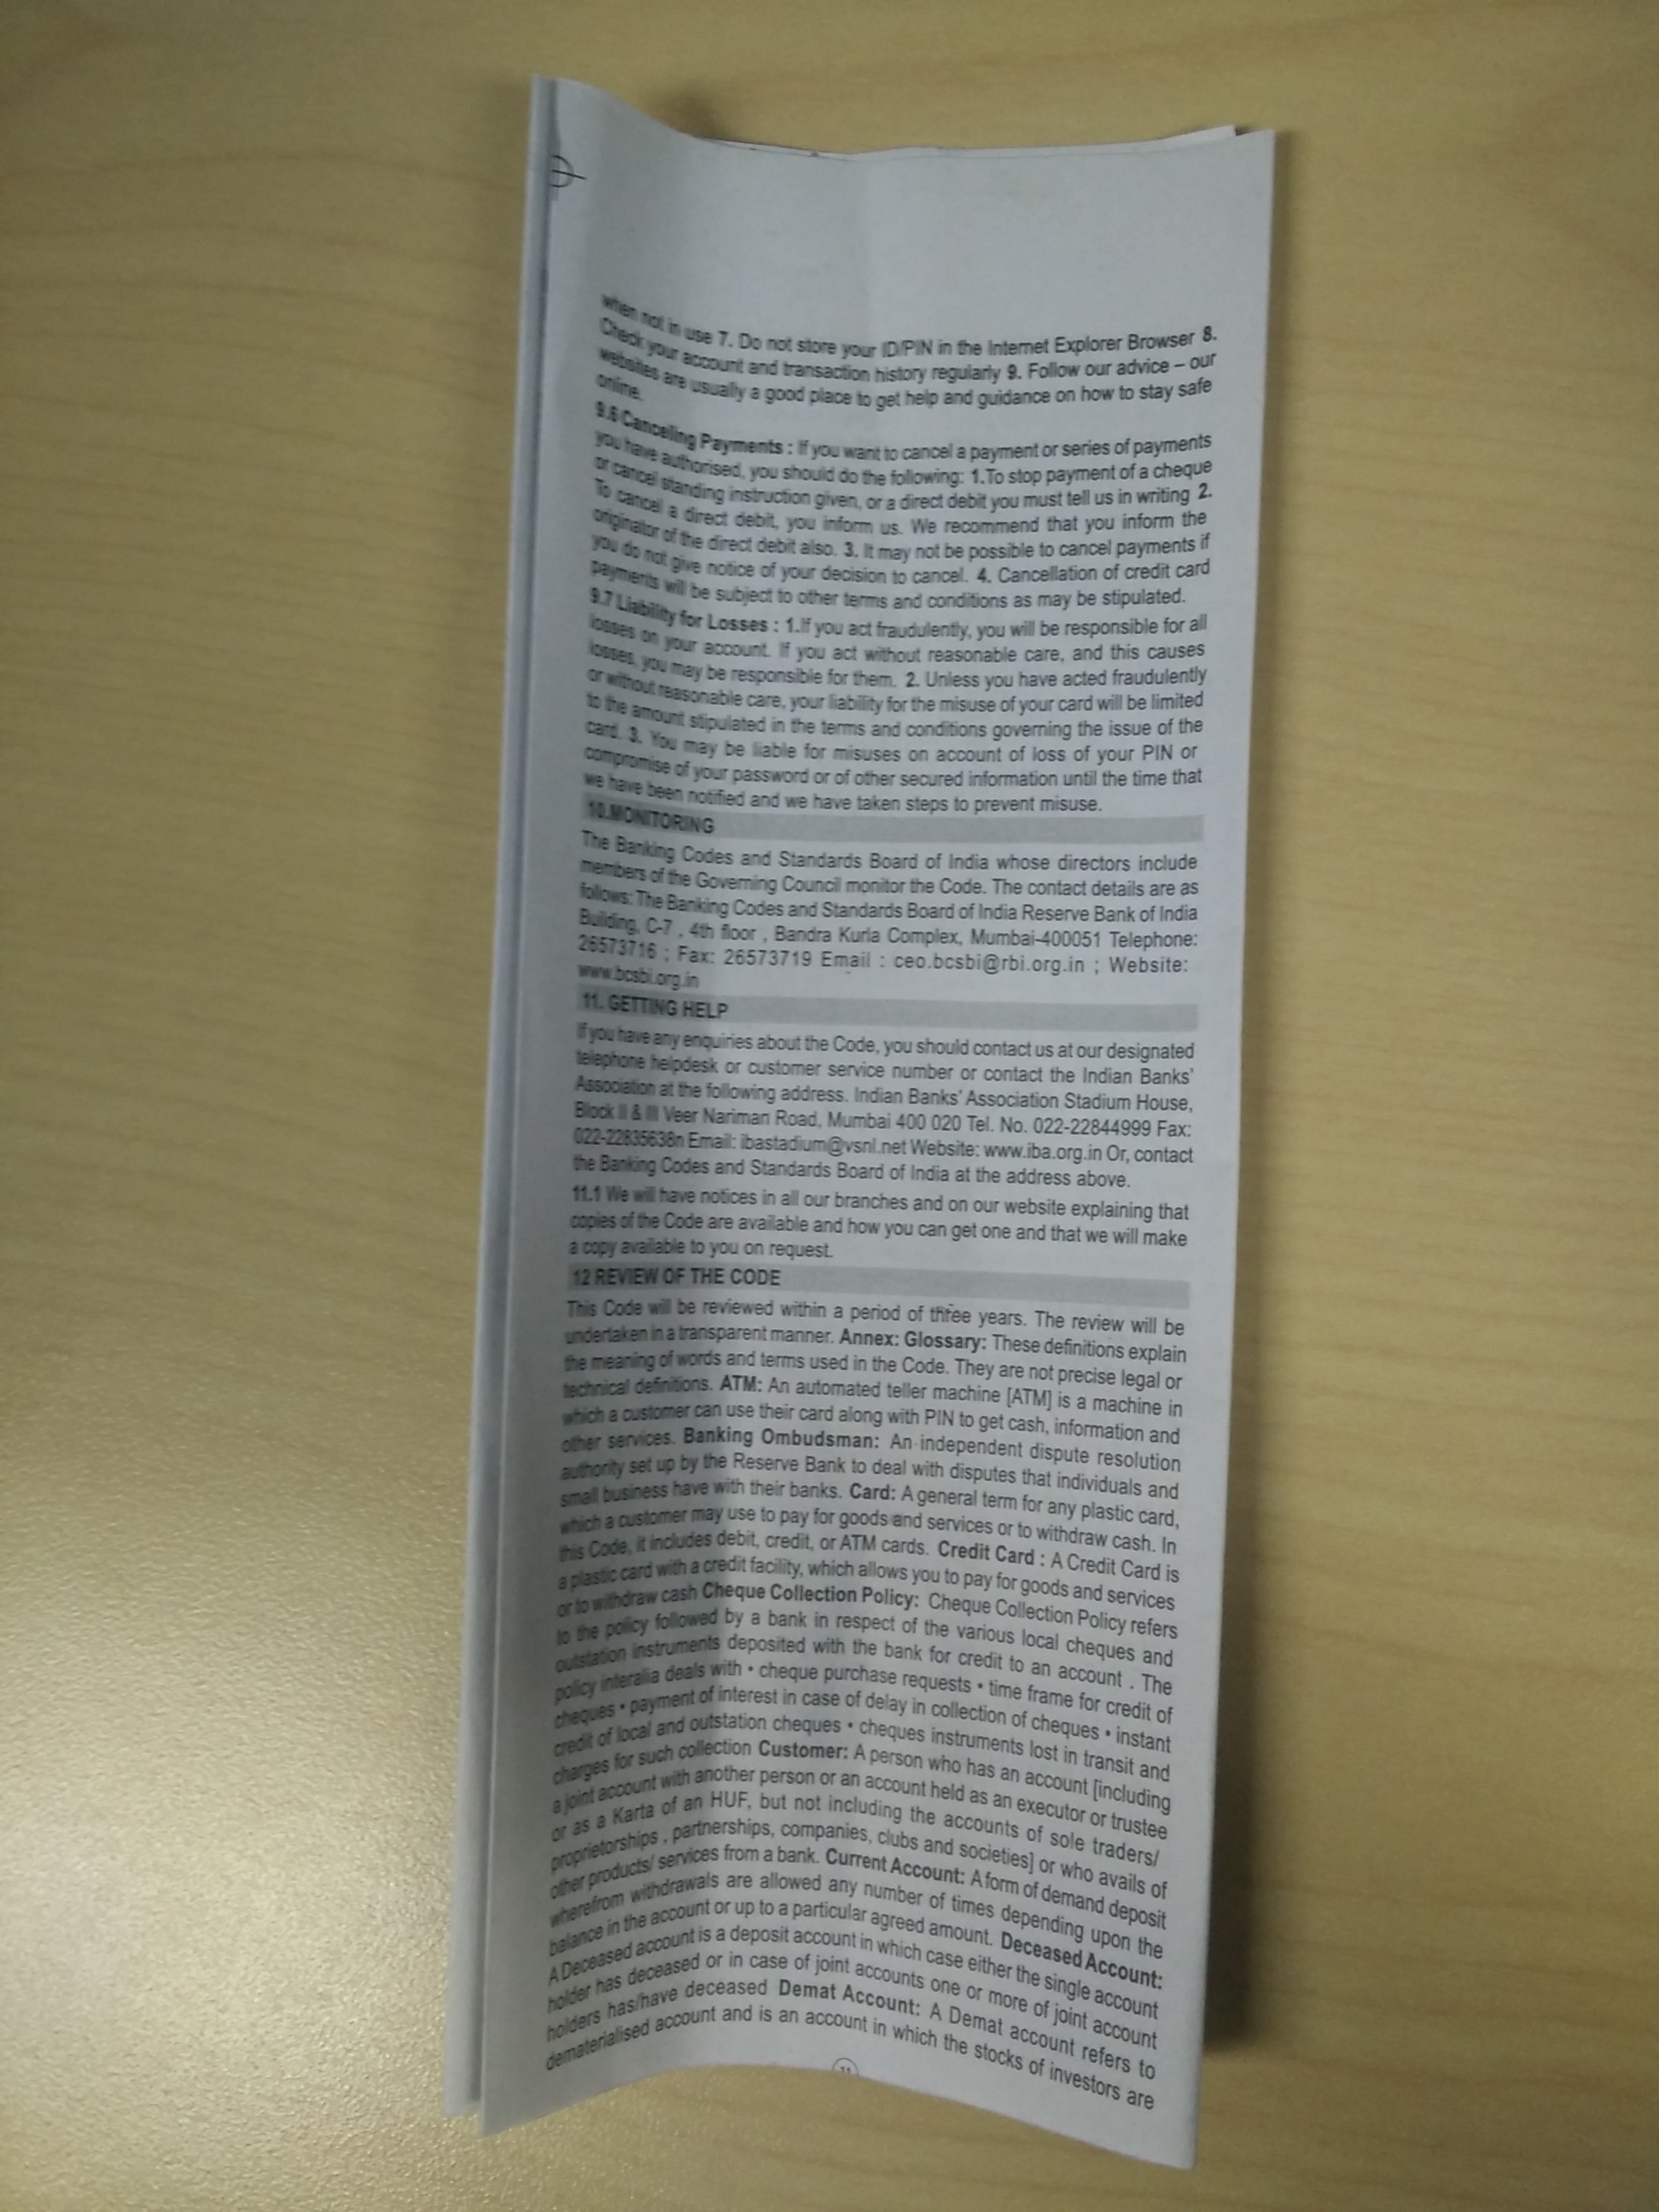 when not in use 7. Do not store your ID/PIN in the Internet Explorer Browser 8.
Check your account and transaction history regularly 9. Follow our advice – our
websites are usually a good place to get help and guidance on how to stay safe
online.
9.6 Canceling Payments : If you want to cancel a payment or series of payments
you have authorised, you should do the following: 1.To stop payment of a cheque
or cancel standing instruction given, or a direct debit you must tell us in writing 2.
To cancel a direct debit, you inform us. We recommend that you inform the
originator of the direct debit also. 3. It may not be possible to cancel payments if
you do not give notice of your decision to cancel. 4. Cancellation of credit card
payments will be subject to other terms and conditions as may be stipulated.
9.7 Liability for Losses : 1.If you act fraudulently, you will be responsible for all
losses on your account. If you act without reasonable care, and this causes
losses, you may be responsible for them. 2. Unless you have acted fraudulently
or without reasonable care, your liability for the misuse of your card will be limited
to the amount stipulated in the terms and conditions governing the issue of the
card. 3. You may be liable for misuses on account of loss of your PIN or
compromise of your password or of other secured information until the time that
we have been notified and we have taken steps to prevent misuse.
10.MONITORING
The Banking Codes and Standards Board of India whose directors include
members of the Governing Council monitor the Code. The contact details are as
follows: The Banking Codes and Standards Board of India Reserve Bank of India
Building, C-7 , 4th floor , Bandra Kurla Complex, Mumbai-400051 Telephone:
26573716 ; Fax: 26573719 Email : ceo.bcsbi@rbi.org.in ; Website:
www.bcsbi.org.in
11. GETTING HELP
If you have any enquiries about the Code, you should contact us at our designated
telephone helpdesk or customer service number or contact the Indian Banks'
Association at the following address. Indian Banks' Association Stadium House,
Block II & III Veer Nariman Road, Mumbai 400 020 Tel. No. 022-22844999 Fax:
022-22835638n Email: ibastadium@vsnl.net Website: www.iba.org.in Or, contact
the Banking Codes and Standards Board of India at the address above.
11.1 We will have notices in all our branches and on our website explaining that
copies of the Code are available and how you can get one and that we will make
a copy available to you on request.
12 REVIEW OF THE CODE
This Code will be reviewed within a period of three years. The review will be
undertaken in a transparent manner. Annex: Glossary: These definitions explain
the meaning of words and terms used in the Code. They are not precise legal or
technical definitions. ATM: An automated teller machine [ATM] is a machine in
which a customer can use their card along with PIN to get cash, information and
other services. Banking Ombudsman: An independent dispute resolution
authority set up by the Reserve Bank to deal with disputes that individuals and
small business have with their banks. Card: A general term for any plastic card,
which a customer may use to pay for goods and services or to withdraw cash. In
this Code, it includes debit, credit, or ATM cards. Credit Card : A Credit Card is
a plastic card with a credit facility, which allows you to pay for goods and services
or to withdraw cash Cheque Collection Policy: Cheque Collection Policy refers
to the policy followed by a bank in respect of the various local cheques and
outstation instruments deposited with the bank for credit to an account . The
policy interalia deals with • cheque purchase requests • time frame for credit of
cheques • payment of interest in case of delay in collection of cheques • instant
credit of local and outstation cheques • cheques instruments lost in transit and
charges for such collection Customer: A person who has an account [including
a joint account with another person or an account held as an executor or trustee
or as a Karta of an HUF, but not including the accounts of sole traders/
proprietorships , partnerships, companies, clubs and societies] or who avails of
other products/ services from a bank. Current Account: A form of demand deposit
wherefrom withdrawals are allowed any number of times depending upon the
balance in the account or up to a particular agreed amount. Deceased Account:
A Deceased account is a deposit account in which case either the single account
holder has deceased or in case of joint accounts one or more of joint account
holders has/have deceased Demat Account: A Demat account refers to
dematerialised account and is an account in which the stocks of investors are
11